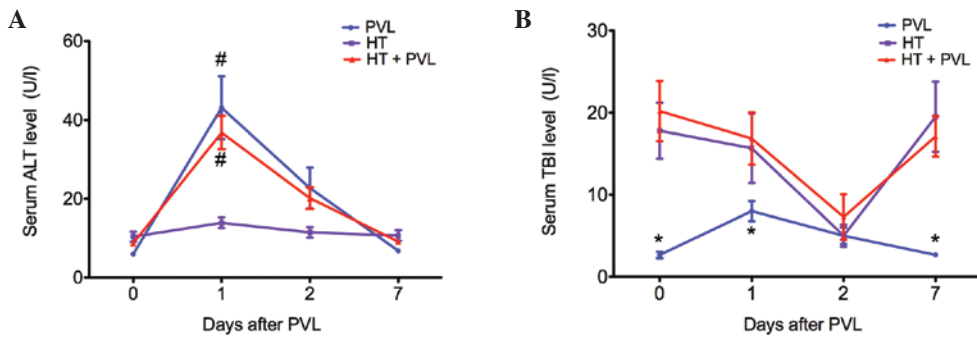 A
PVL
HT
HT + PVL
60
40
20
0
Serum ALT level (U/l)
#
#
0 1 2 7
Days after PVL
B
PVL
HT
HT + PVL
30
20
10
0
Serum TBI level (U/l)
* * *
0 1 2 7
Days after PVL